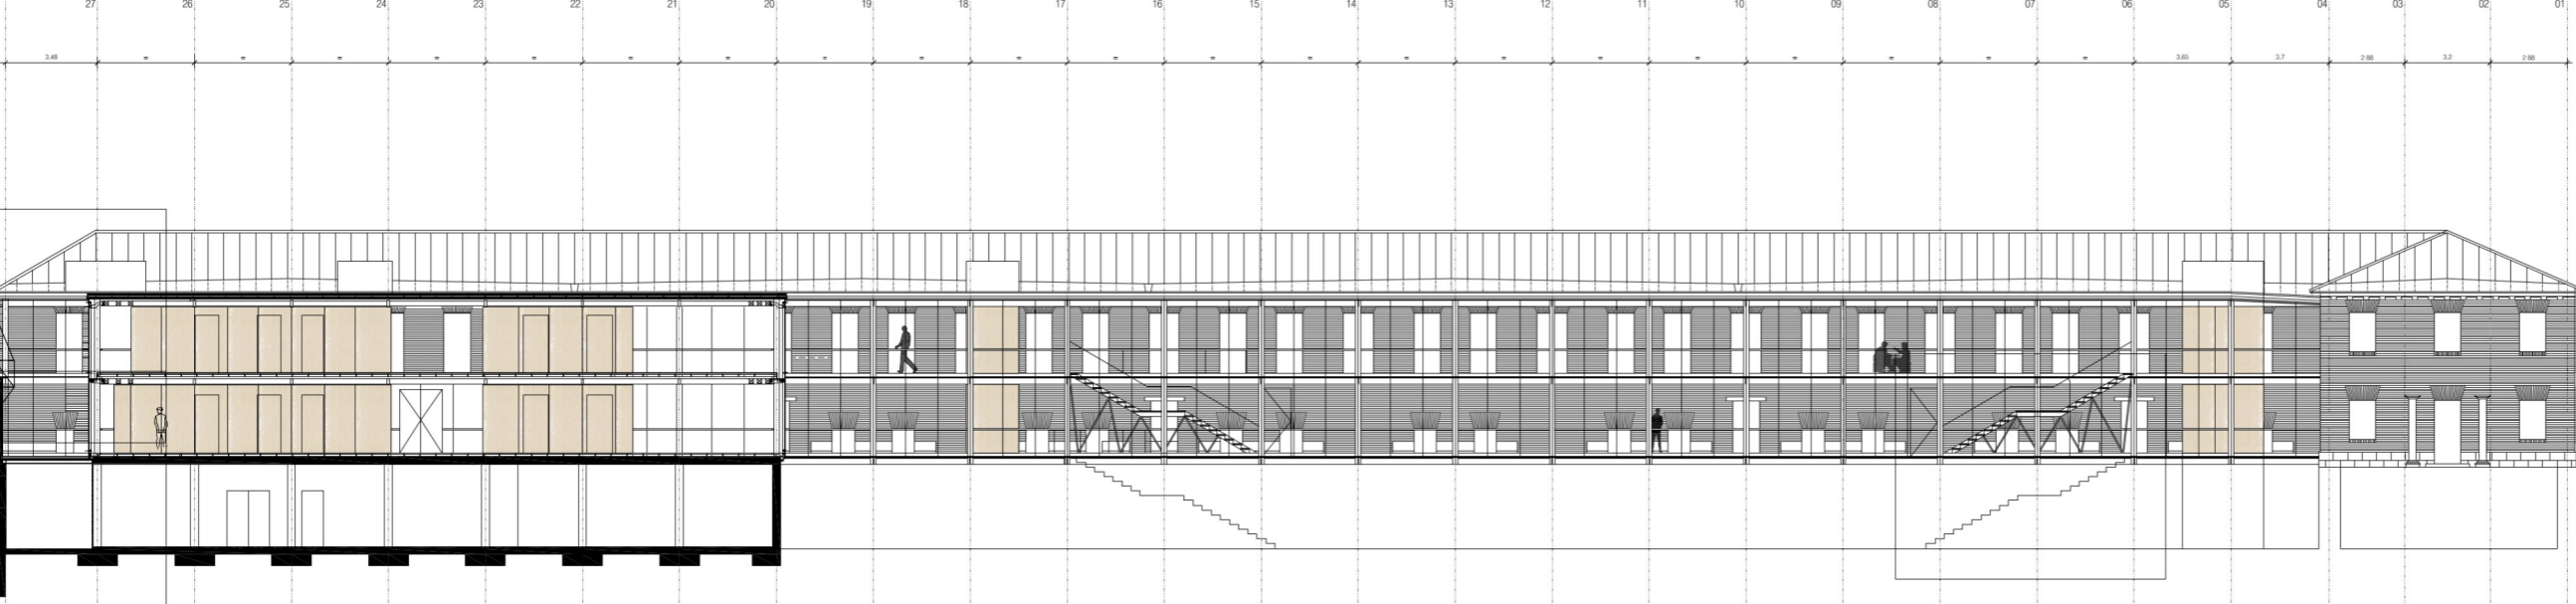 27 26 25 24 23 22 21 20 19 18 17 16 15 14 13 12 11 10 09 08 07 06 05 04 03 02 01
3.48 = = = = = = = = = = = = = = = = = = = = = 3.65 3.7 2.88 3.2 2.88